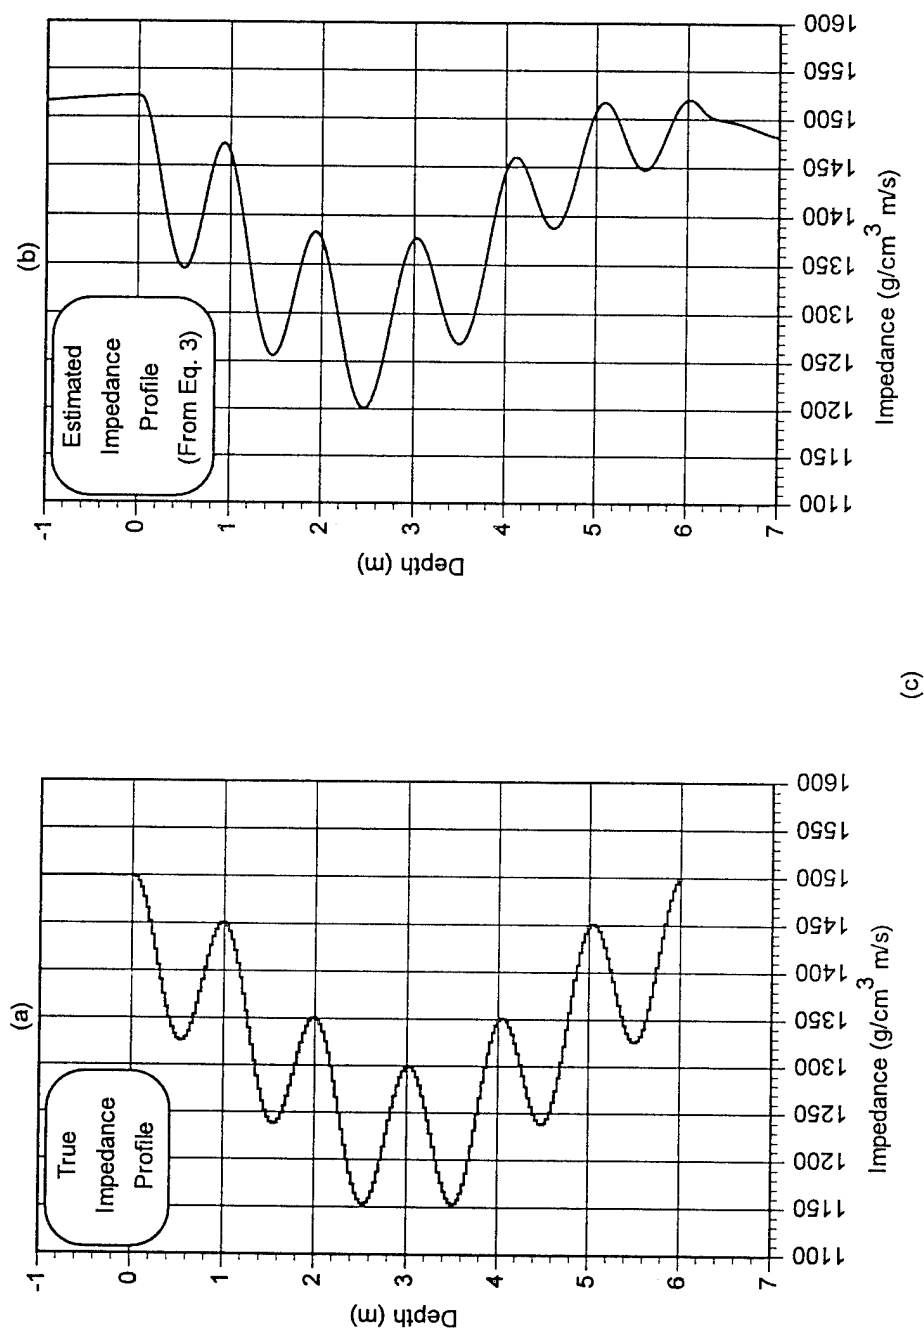 (a)
True
Impedance
Profile
-1
0
1
2
3
4
5
6
7
Depth (m)
1100
1150
1200
1250
1300
1350
1400
1450
1500
1550
1600
Impedance (g/cm³ m/s)
(b)
Estimated
Impedance
Profile
(From Eq. 3)
-1
0
1
2
3
4
5
6
7
Depth (m)
1100
1150
1200
1250
1300
1350
1400
1450
1500
1550
1600
Impedance (g/cm³ m/s)
(c)